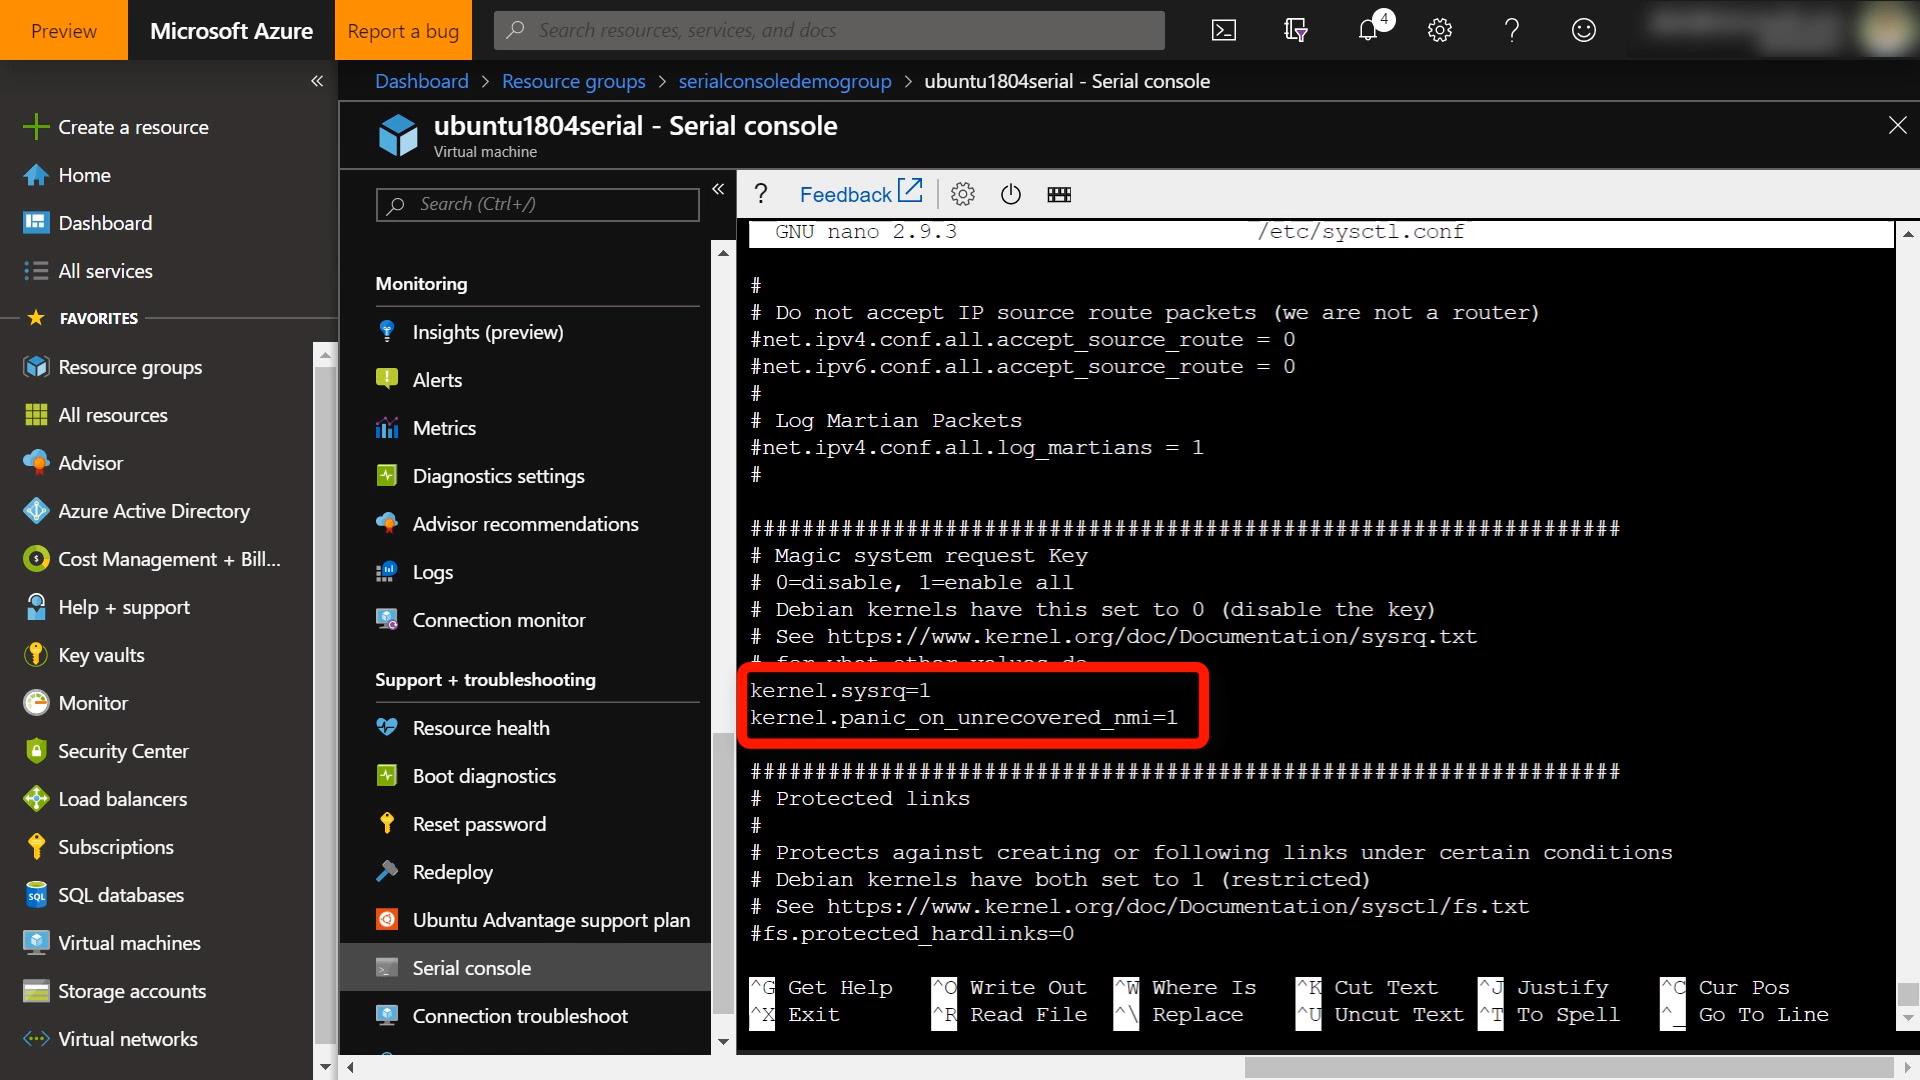 Preview
Microsoft Azure
Report a bug
Search resources, services, and docs
4
Dashboard > Resource groups > serialconsoledemogroup > ubuntu1804serial - Serial console
Create a resource
Home
Dashboard
All services
FAVORITES
Resource groups
All resources
Advisor
Azure Active Directory
Cost Management + Bill...
Help + support
Key vaults
Monitor
Security Center
Load balancers
Subscriptions
SQL databases
Virtual machines
Storage accounts
Virtual networks
ubuntu1804serial - Serial console
Virtual machine
Search (Ctrl+/)
Monitoring
Insights (preview)
Alerts
Metrics
Diagnostics settings
Advisor recommendations
Logs
Connection monitor
Support + troubleshooting
Resource health
Boot diagnostics
Reset password
Redeploy
Ubuntu Advantage support plan
Serial console
Connection troubleshoot
? Feedback
GNU nano 2.9.3 /etc/sysctl.conf
#
# Do not accept IP source route packets (we are not a router)
#net.ipv4.conf.all.accept_source_route = 0
#net.ipv6.conf.all.accept_source_route = 0
#
# Log Martian Packets
#net.ipv4.conf.all.log_martians = 1
#
###################################################################
# Magic system request Key
# 0=disable, 1=enable all
# Debian kernels have this set to 0 (disable the key)
# See https://www.kernel.org/doc/Documentation/sysrq.txt
# for what other values do
kernel.sysrq=1
kernel.panic_on_unrecovered_nmi=1
###################################################################
# Protected links
#
# Protects against creating or following links under certain conditions
# Debian kernels have both set to 1 (restricted)
# See https://www.kernel.org/doc/Documentation/sysctl/fs.txt
#fs.protected_hardlinks=0
^G Get Help ^O Write Out ^W Where Is ^K Cut Text ^J Justify ^C Cur Pos
^X Exit ^R Read File ^\ Replace ^U Uncut Text ^T To Spell ^_ Go To Line